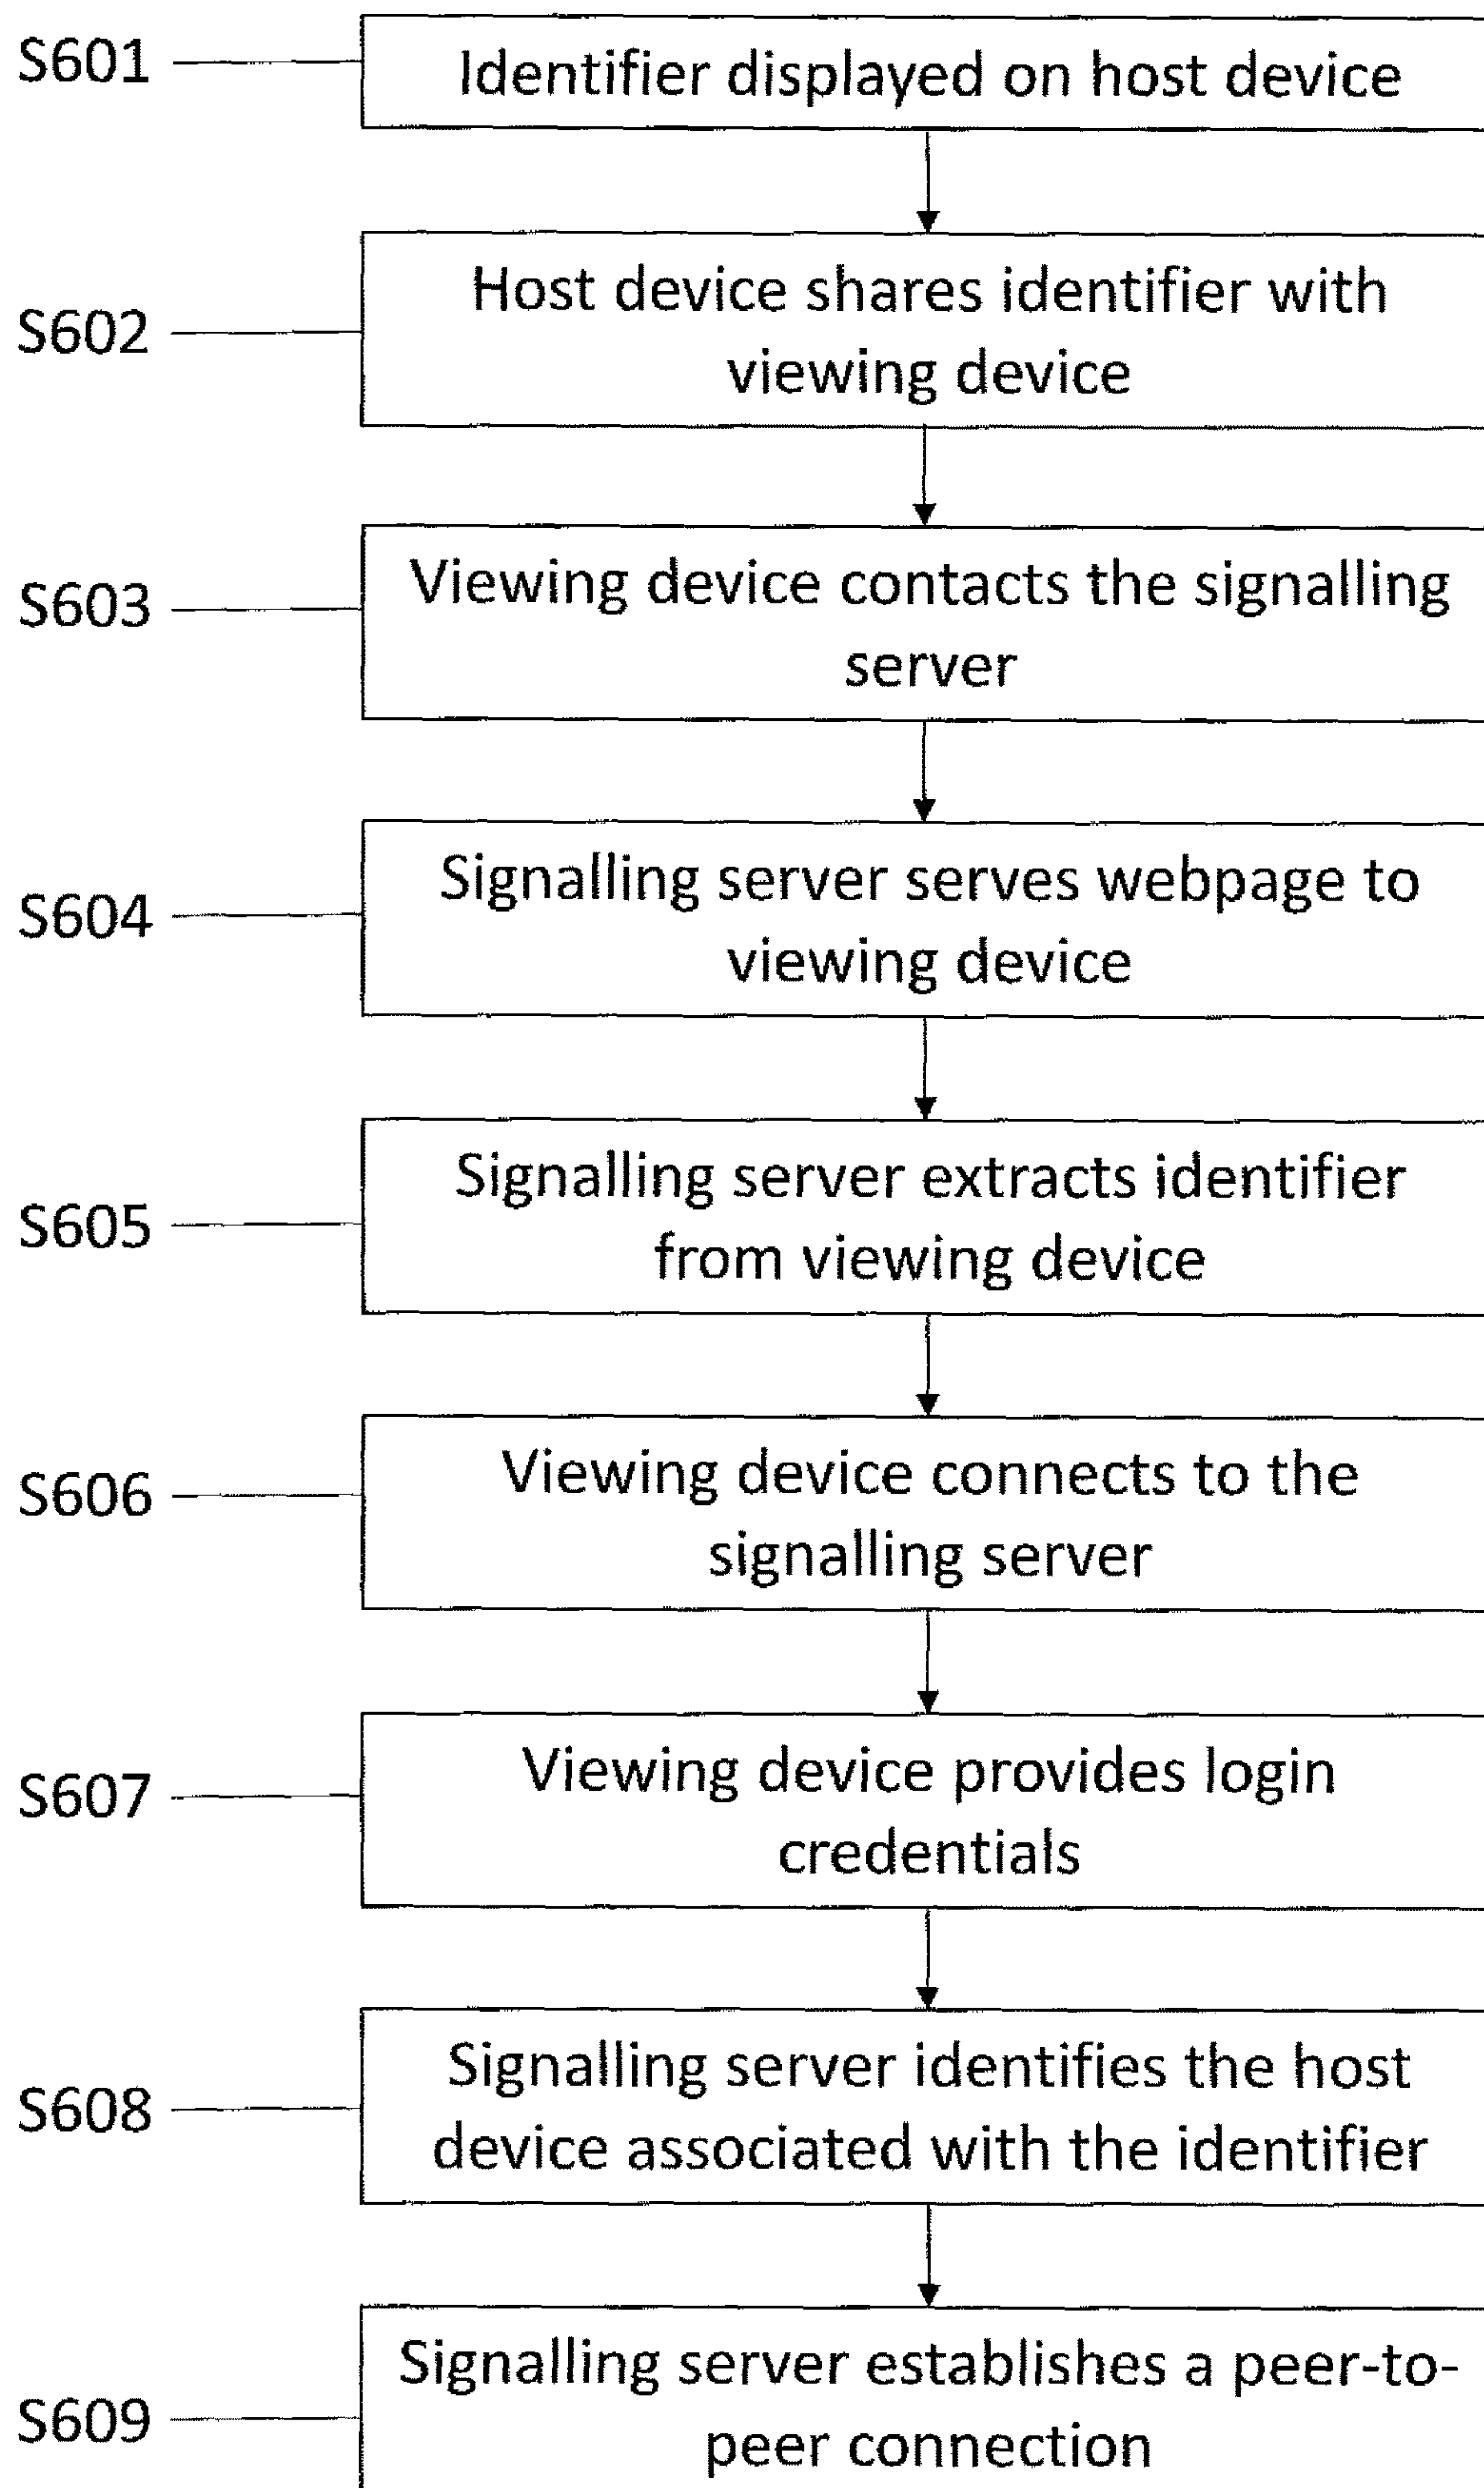 S601
Identifier displayed on host device
S602
Host device shares identifier with
viewing device
S603
Viewing device contacts the signalling
server
S604
Signalling server serves webpage to
viewing device
S605
Signalling server extracts identifier
from viewing device
S606
Viewing device connects to the
signalling server
S607
Viewing device provides login
credentials
S608
Signalling server identifies the host
device associated with the identifier
S609
Signalling server establishes a peer-to-
peer connection